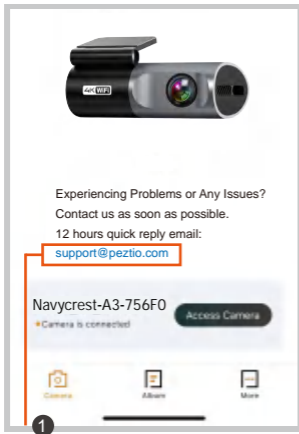 4K WIFI
Experiencing Problems or Any Issues?
Contact us as soon as possible.
12 hours quick reply email:
support@peztio.com
Navycrest-A3-756F0
Access Camera
Camera is connected
Camera
Album
More
1